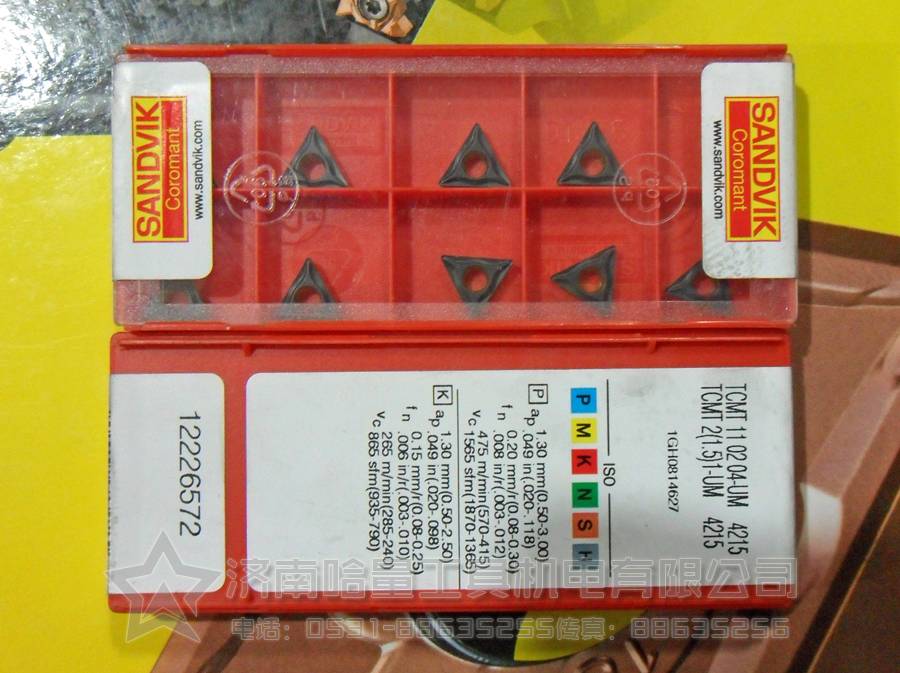 SANDVIK
Coromant
www.sandvik.com
SANDVIK
Coromant
www.sandvik.com
TCMT 11 02 04-UM 4215
TCMT 2(1.5)1-UM 4215
1GH0814627
ISO
P M K N S H
P ap 1.30 mm(0.50-3.00)
.049 in(.020-.118)
fn 0.20 mm/r(0.08-0.30)
.008 in/r(.003-.012)
475 m/min(570-415)
vc 1565 sfm(1870-1365)
K ap 1.30 mm(0.50-2.50)
.049 in(.020-.098)
fn 0.15 mm/r(0.08-0.25)
.006 in/r(.003-.010)
265 m/min(285-240)
vc 865 sfm(935-790)
12226572
济南哈量工具机电有限公司
电话：0531-88635255传真：88635256